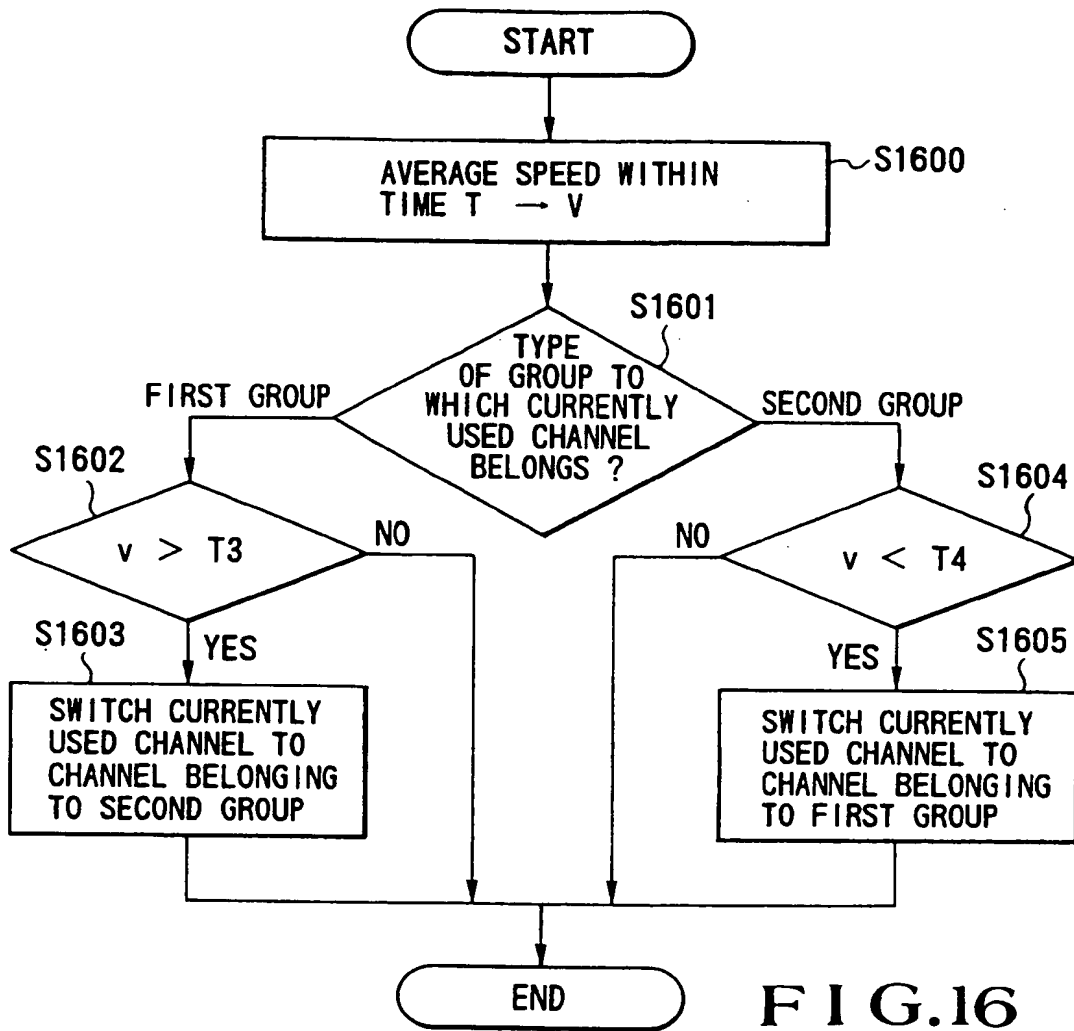 START
AVERAGE SPEED WITHIN
TIME T → V
S1600
S1601
TYPE
OF GROUP TO
WHICH CURRENTLY
USED CHANNEL
BELONGS ?
FIRST GROUP
SECOND GROUP
S1602
v > T3
NO
YES
S1604
v < T4
NO
YES
S1603
SWITCH CURRENTLY
USED CHANNEL TO
CHANNEL BELONGING
TO SECOND GROUP
S1605
SWITCH CURRENTLY
USED CHANNEL TO
CHANNEL BELONGING
TO FIRST GROUP
END
FIG.16